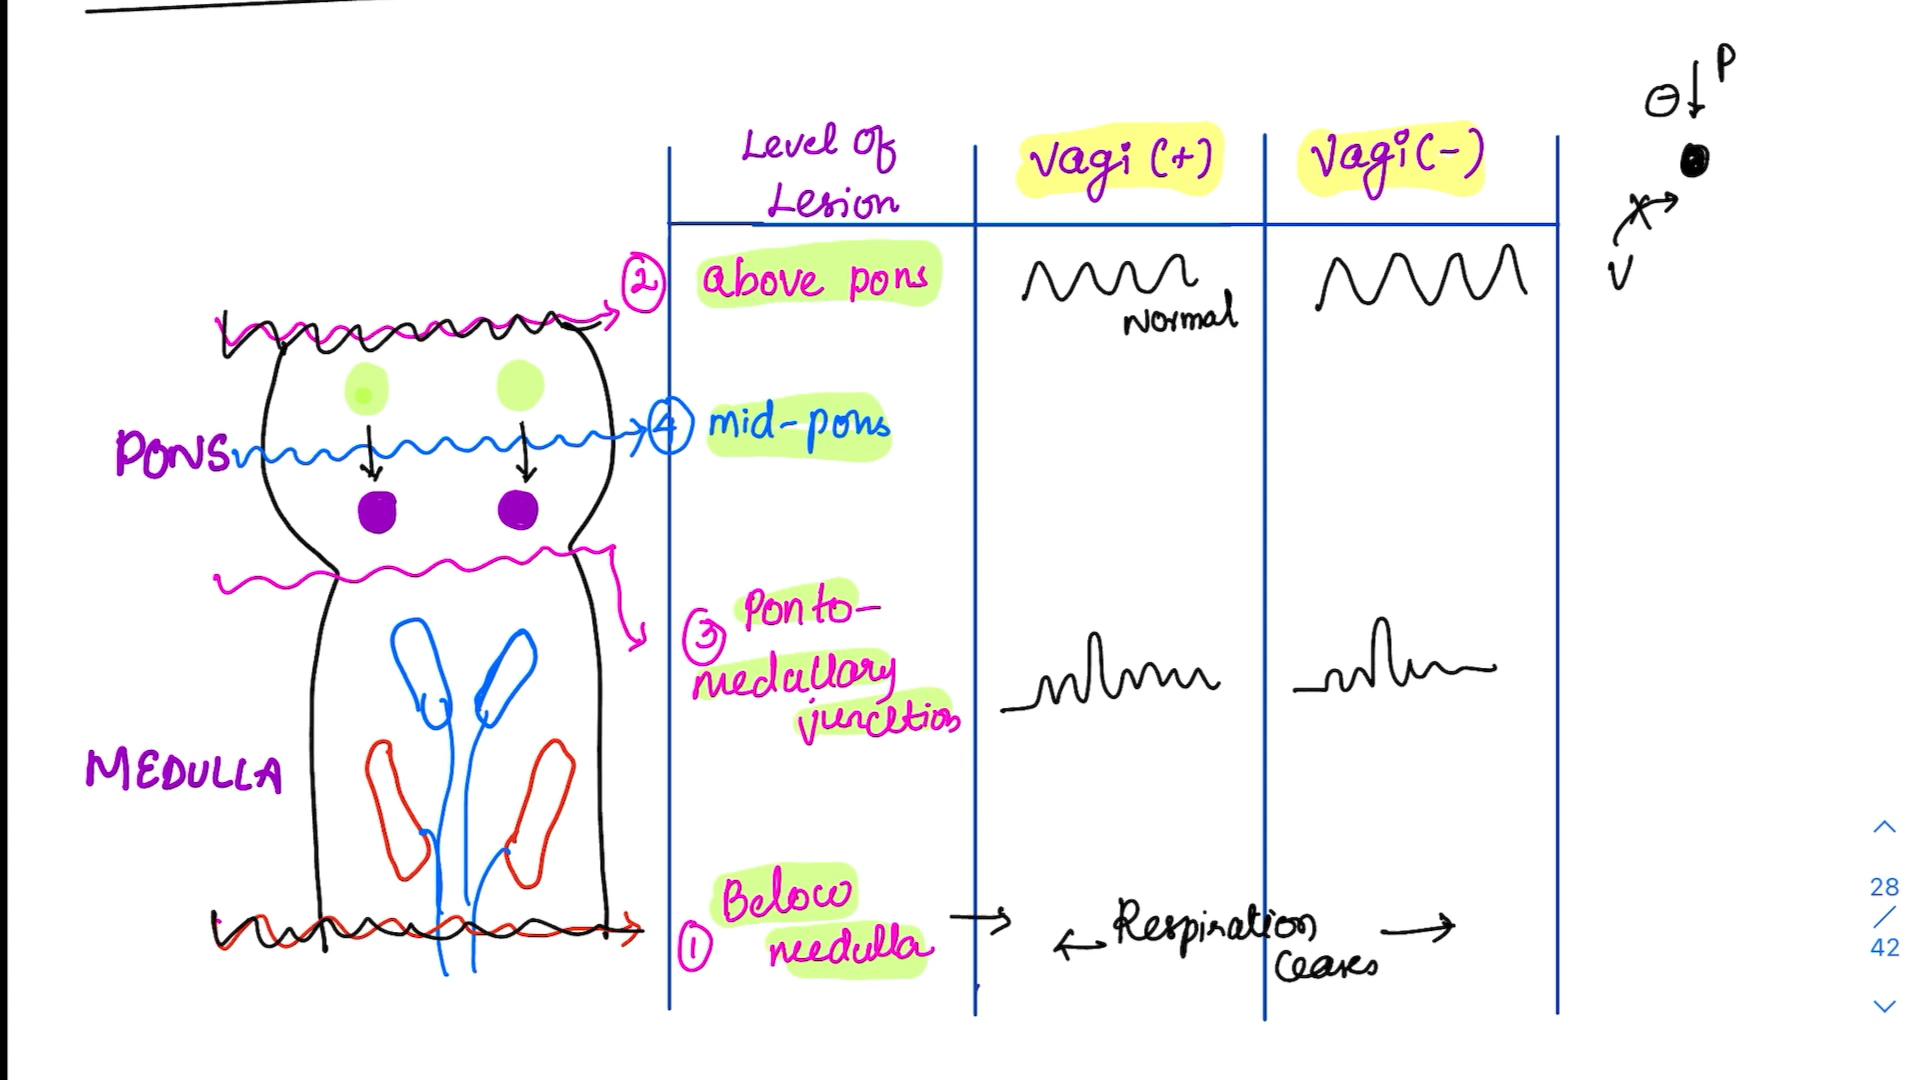 Level Of
Lesion
Vagi (+)
Vagi (-)
⊖ ↓ P
V
② above pons
Normal
④ mid-pons
PONS
③ Ponto-
medullary
junction
MEDULLA
① Below
medulla
→ ← Respiration →
Ceases
28
/
42